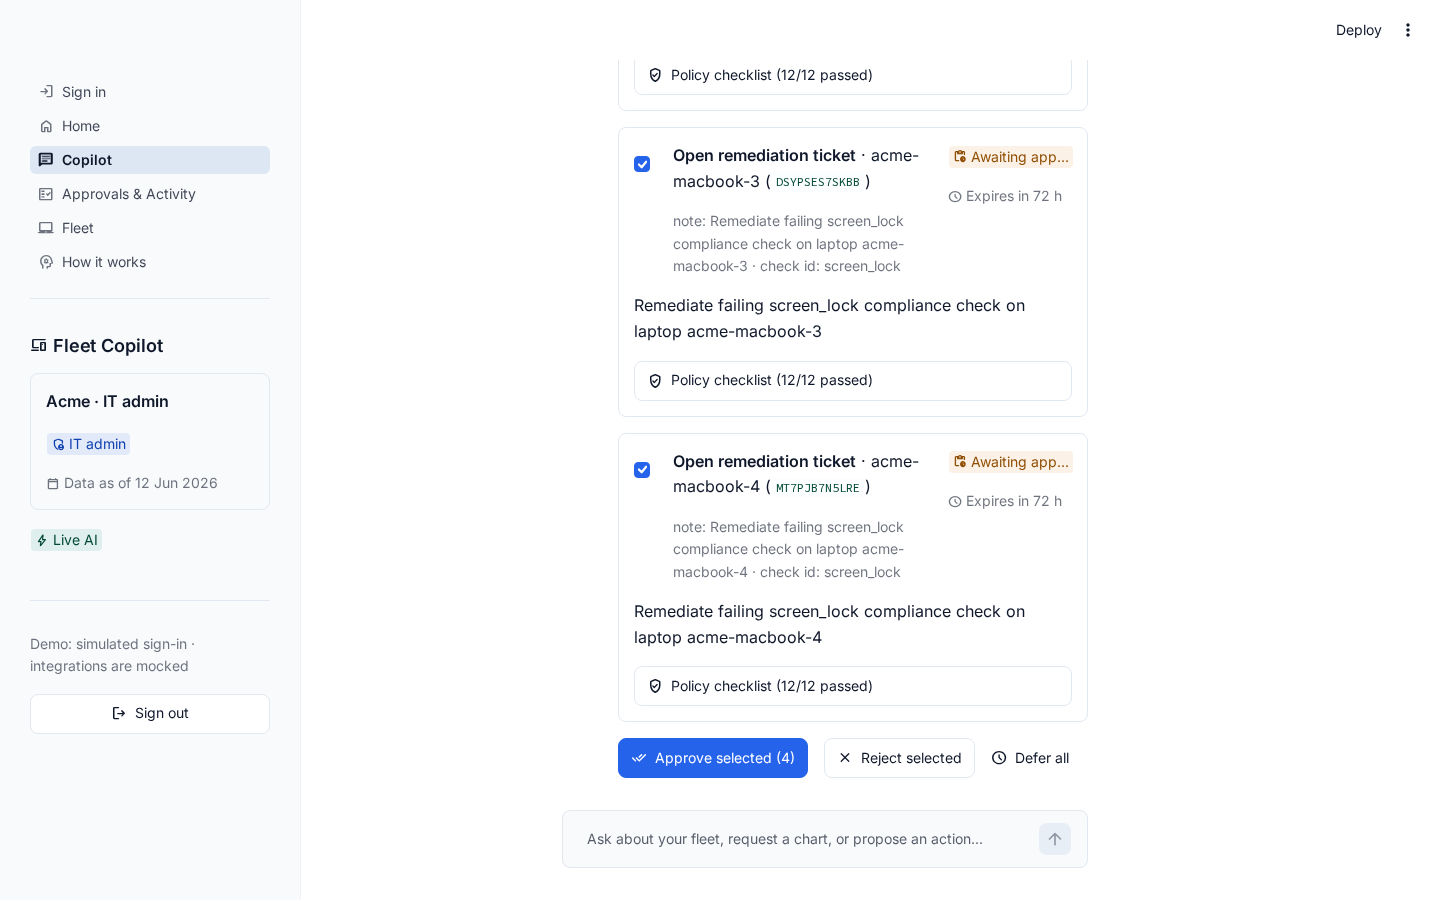 Deploy
Sign in
Home
Copilot
Approvals & Activity
Fleet
How it works
Fleet Copilot
Acme · IT admin
IT admin
Data as of 12 Jun 2026
Live AI
Demo: simulated sign-in ·
integrations are mocked
Sign out
Policy checklist (12/12 passed)
Open remediation ticket · acme-
macbook-3 ( DSYPSES7SKBB )
Awaiting app...
Expires in 72 h
note: Remediate failing screen_lock
compliance check on laptop acme-
macbook-3 · check id: screen_lock
Remediate failing screen_lock compliance check on
laptop acme-macbook-3
Policy checklist (12/12 passed)
Open remediation ticket · acme-
macbook-4 ( MT7PJB7N5LRE )
Awaiting app...
Expires in 72 h
note: Remediate failing screen_lock
compliance check on laptop acme-
macbook-4 · check id: screen_lock
Remediate failing screen_lock compliance check on
laptop acme-macbook-4
Policy checklist (12/12 passed)
Approve selected (4)
Reject selected
Defer all
Ask about your fleet, request a chart, or propose an action...